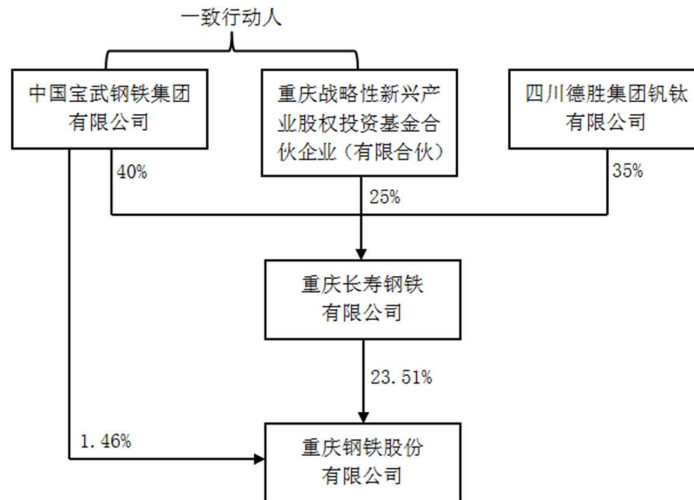 一致行动人
中国宝武钢铁集团
有限公司
重庆战略性新兴产
业股权投资基金合
伙企业（有限合伙）
四川德胜集团钒钛
有限公司
40%
25%
35%
重庆长寿钢铁
有限公司
23.51%
1.46%
重庆钢铁股份
有限公司